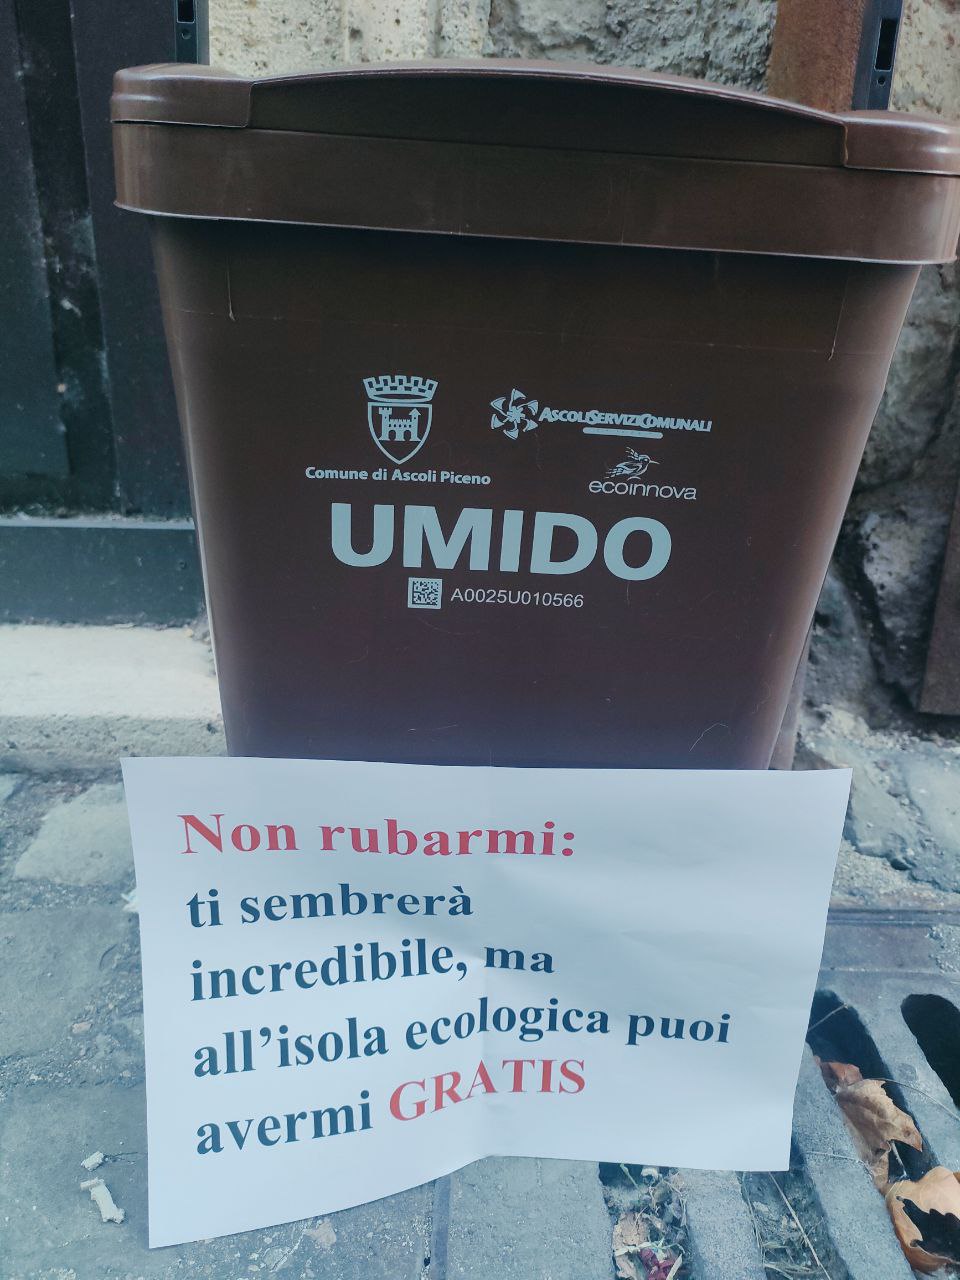 Comune di Ascoli Piceno
ASCOLISERVIZICOMUNALI
ecoinnova
UMIDO
A0025U010566
Non rubarmi:
ti sembrerà
incredibile, ma
all'isola ecologica puoi
avermi GRATIS